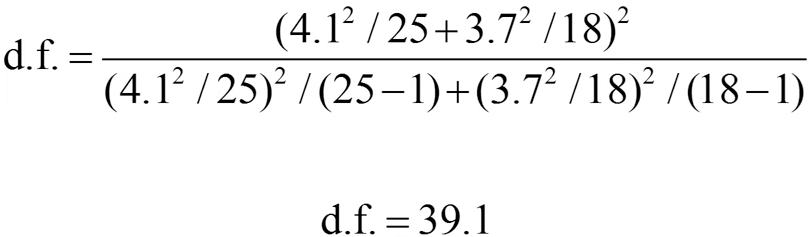 d.f. = (4.1² / 25 + 3.7² / 18)² / (4.1² / 25)² / (25 − 1) + (3.7² / 18)² / (18 − 1)
d.f. = 39.1